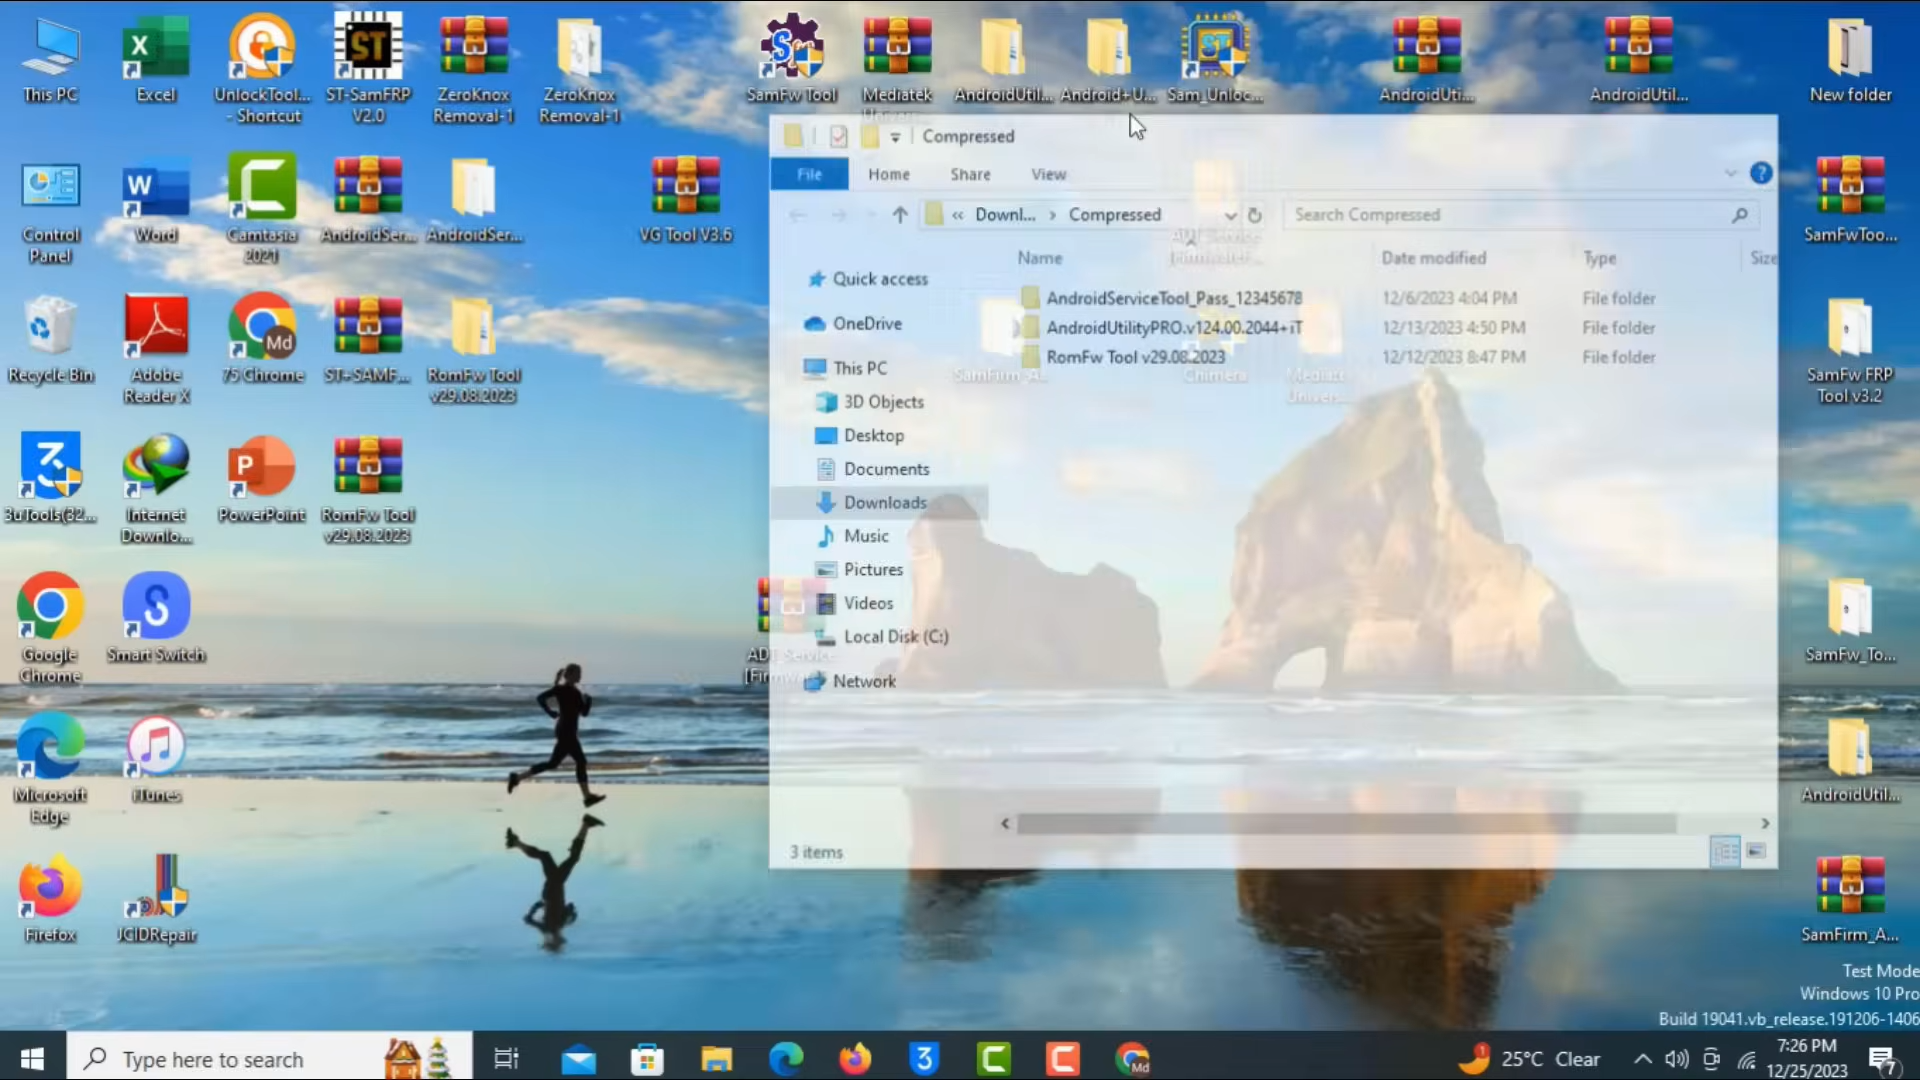 This PC
Excel
UnlockTool...
- Shortcut
ST-SamFRP
V2.0
ZeroKnox
Removal-1
ZeroKnox
Removal-1
SamFw Tool
Mediatek
Univers...
AndroidUtil...
Android+U...
Sam_Unloc...
AndroidUti...
AndroidUtil...
New folder
Control
Panel
Word
Camtasia
2021
AndroidSer...
AndroidSer...
VG Tool V3.6
SamFwToo...
Recycle Bin
Adobe
Reader X
75 Chrome
ST+SAMF...
RomFw Tool
v29.08.2023
SamFw FRP
Tool v3.2
3uTools(32...
Internet
Downlo...
PowerPoint
RomFw Tool
v29.08.2023
Google
Chrome
Smart Switch
SamFw_To...
Microsoft
Edge
iTunes
AndroidUtil...
Firefox
JCIDRepair
SamFirm_A...
Compressed
File
Home
Share
View
« Downl... › Compressed
Search Compressed
Name
Date modified
Type
Size
Quick access
OneDrive
This PC
3D Objects
Desktop
Documents
Downloads
Music
Pictures
Videos
Local Disk (C:)
Network
AndroidServiceTool_Pass_12345678
12/6/2023 4:04 PM
File folder
AndroidUtilityPRO.v124.00.2044+iT
12/13/2023 4:50 PM
File folder
RomFw Tool v29.08.2023
12/12/2023 8:47 PM
File folder
SamFirm_A...
Chimera
Mediatek
Univers...
3 items
Test Mode
Windows 10 Pro
Build 19041.vb_release.191206-1406
Type here to search
25°C Clear
7:26 PM
12/25/2023